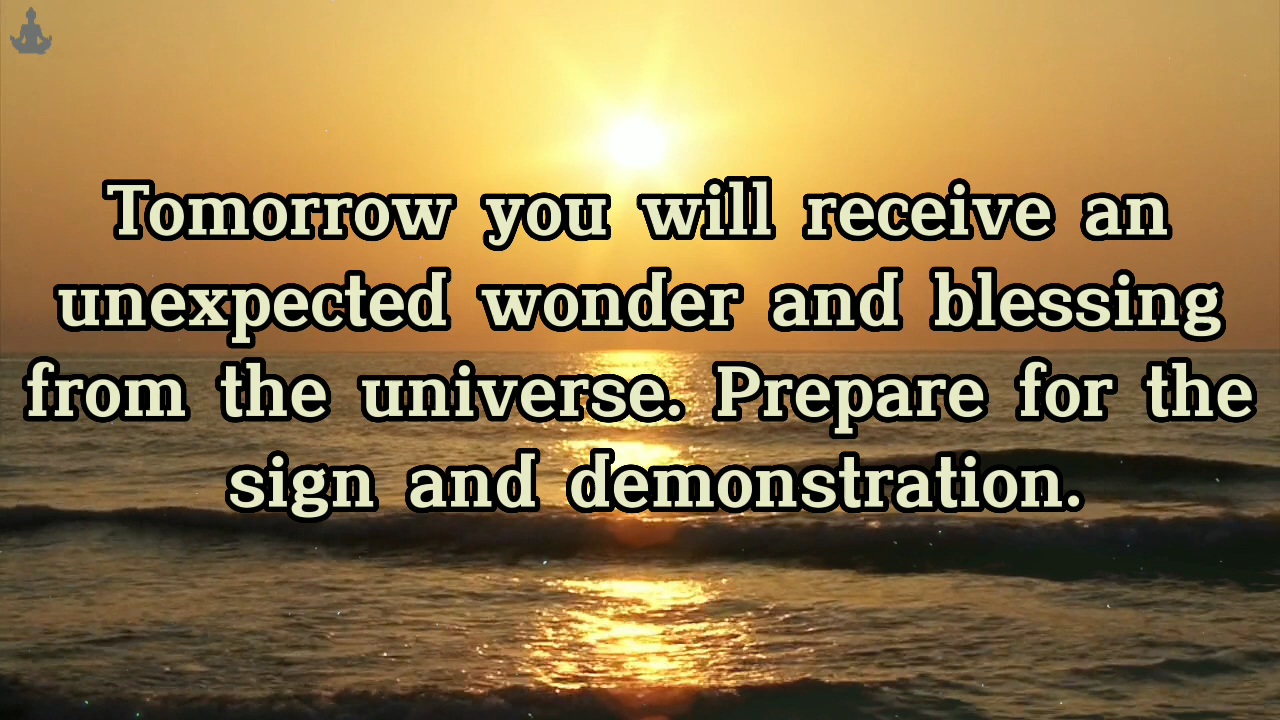 Tomorrow you will receive an
unexpected wonder and blessing
from the universe. Prepare for the
sign and demonstration.